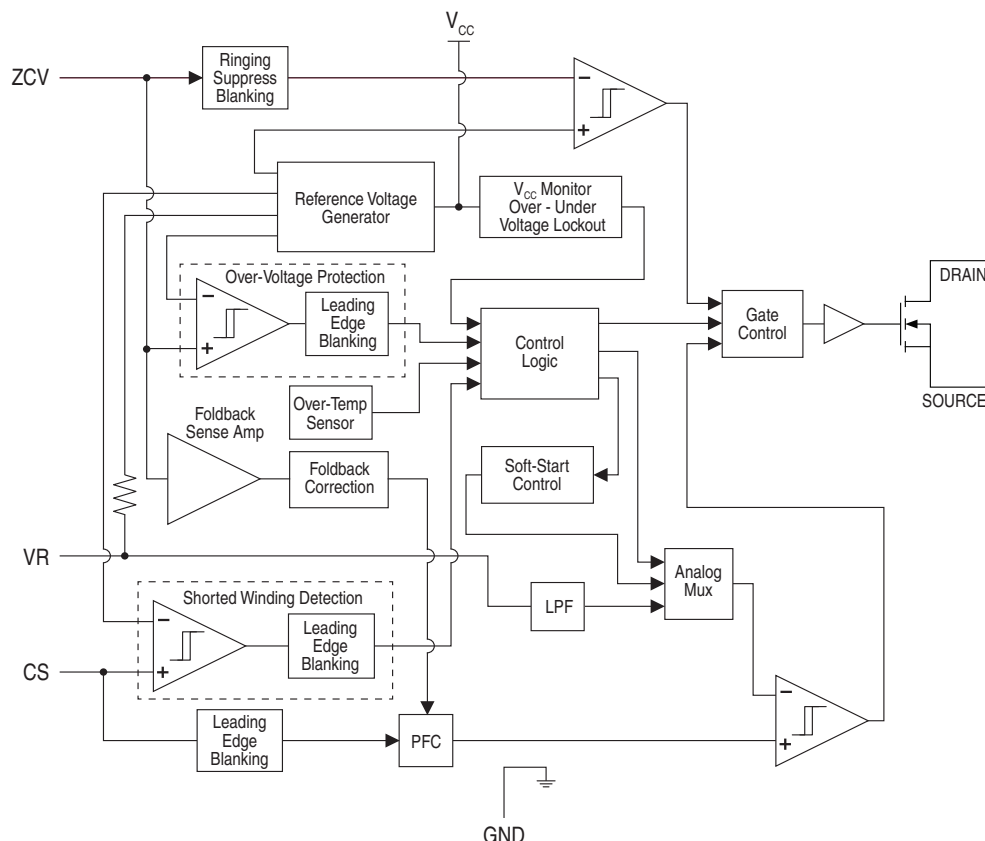 V_CC
ZCV
Ringing
Suppress
Blanking
−
+
Reference Voltage
Generator
V_CC Monitor
Over - Under
Voltage Lockout
Over-Voltage Protection
−
+
Leading
Edge
Blanking
Control
Logic
Gate
Control
DRAIN
SOURCE
Over-Temp
Sensor
Foldback
Sense Amp
Foldback
Correction
Soft-Start
Control
VR
LPF
Analog
Mux
Shorted Winding Detection
−
+
Leading
Edge
Blanking
CS
Leading
Edge
Blanking
PFC
−
+
GND